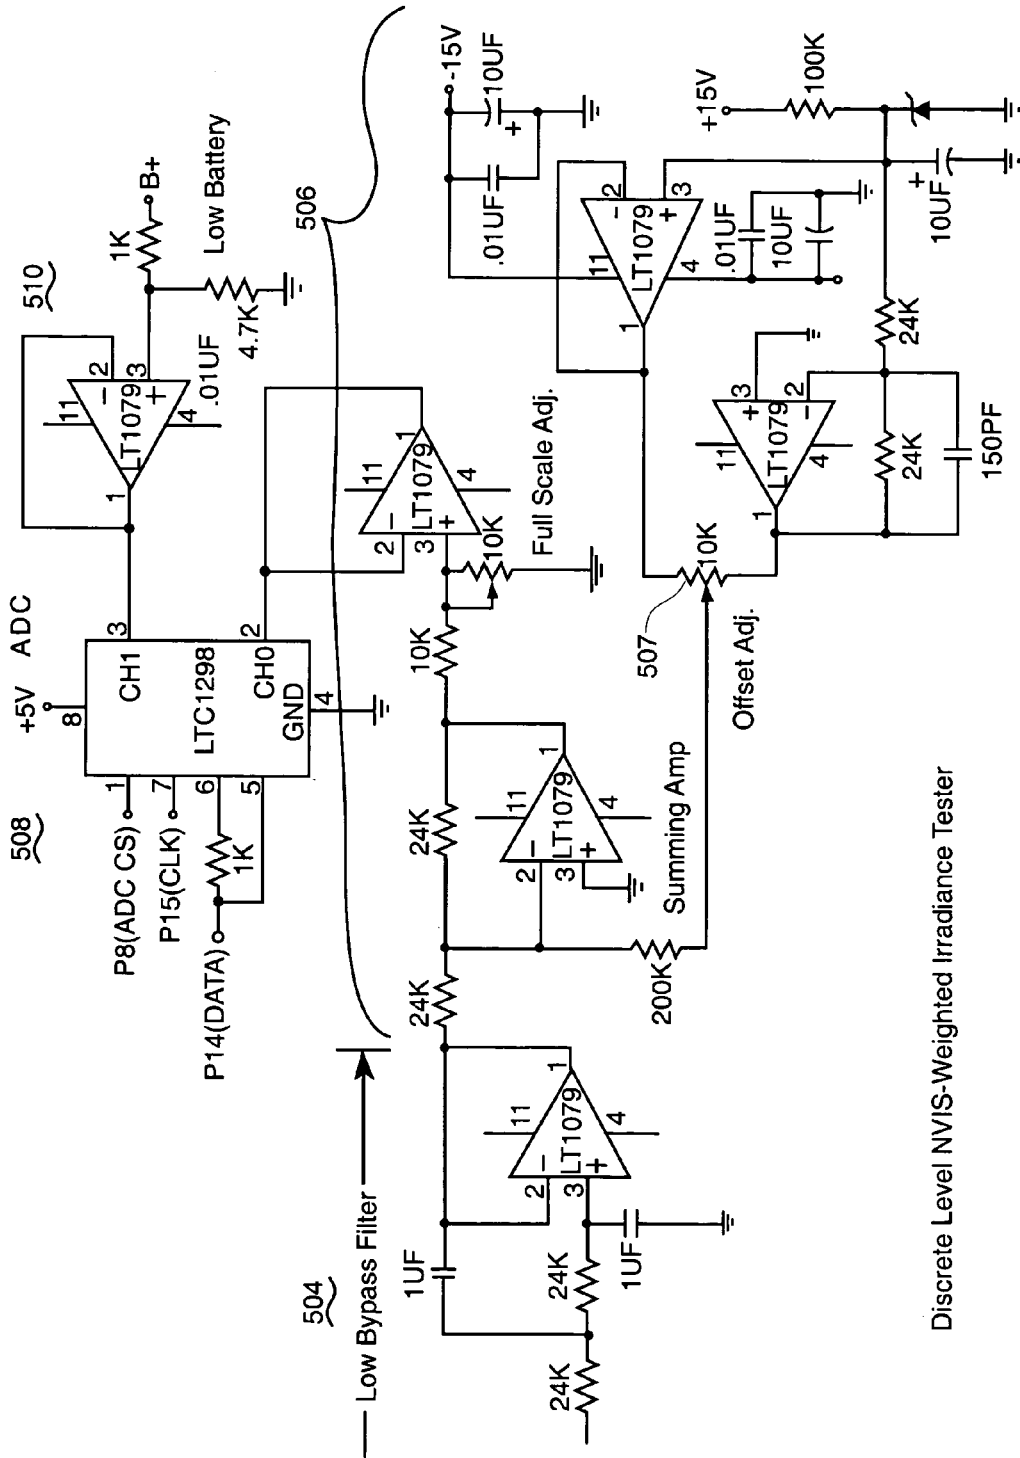 508
P8(ADC CS)
P15(CLK)
P14(DATA)
1K
1
7
6
5
+5V
8
ADC
CH1
LTC1298
CH0
GND
3
2
4
510
1
11
2
3
4
LT1079
−
+
.01UF
1K
B+
4.7K
Low Battery
504
Low Bypass Filter
506
24K
24K
1UF
1UF
2
3
−
+
LT1079
11
4
1
24K
200K
24K
2
3
−
+
LT1079
11
4
1
Summing Amp
10K
10K
2
3
−
+
LT1079
11
4
1
Full Scale Adj.
507
10K
Offset Adj.
1
11
LT1079
+
−
3
2
4
24K
24K
150PF
1
11
LT1079
−
+
2
3
4
.01UF
10UF
+
-15V
.01UF
10UF
+15V
100K
+
10UF
Discrete Level NVIS-Weighted Irradiance Tester